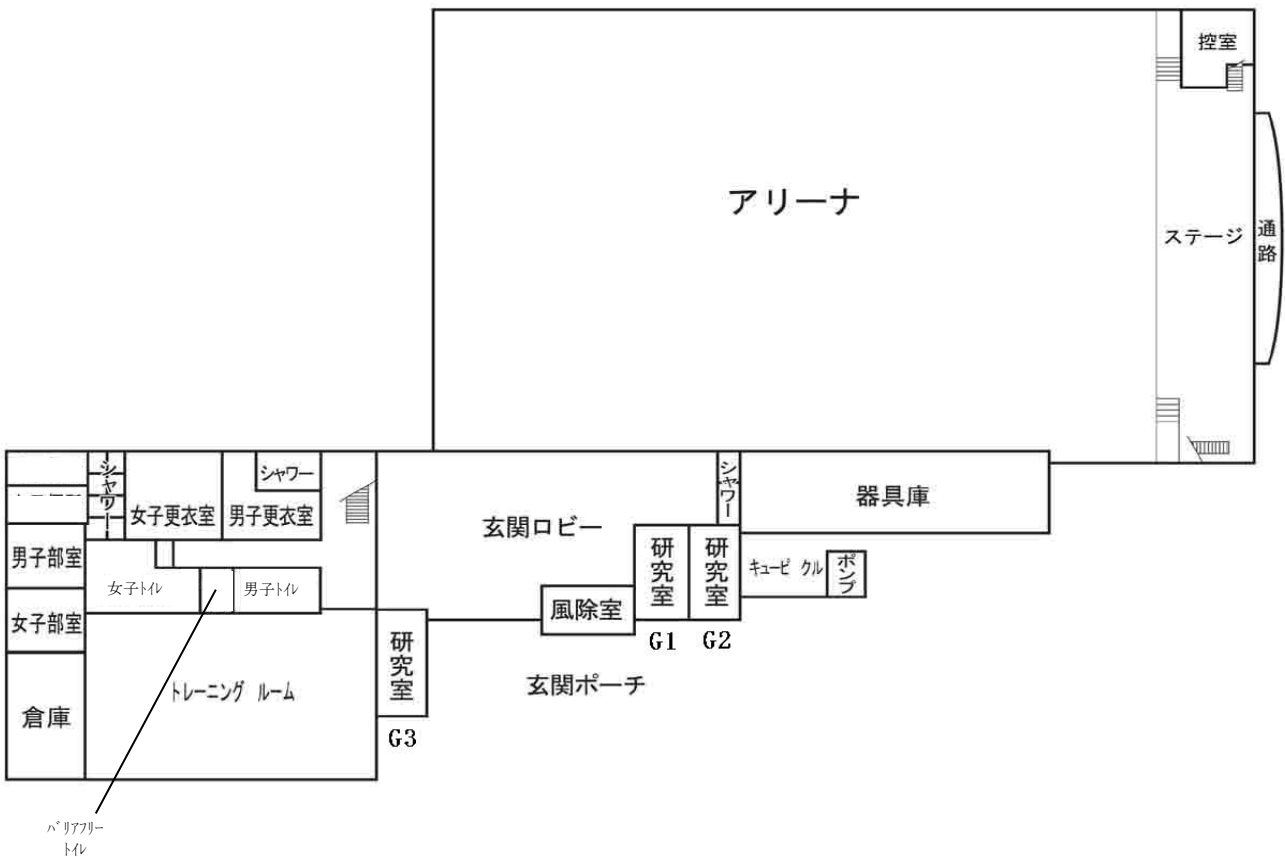 控室
アリーナ
ステージ
通路
シャワー
シャワー
シャワー
女子更衣室
男子更衣室
玄関ロビー
器具庫
男子部室
女子トイレ
男子トイレ
研究室
研究室
キュービ クル
ポンプ
風除室
女子部室
G1
G2
研究室
トレーニング ルーム
玄関ポーチ
倉庫
G3
バリアフリー
トイレ